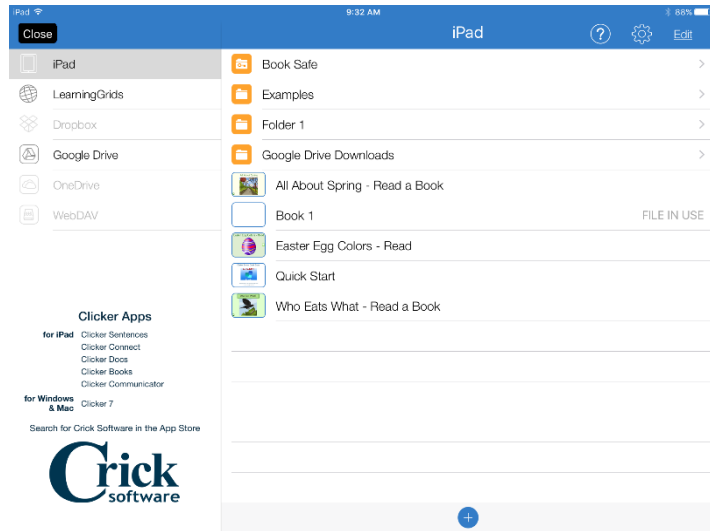 iPad 9:32 AM 88%
Close iPad ? Edit
iPad
LearningGrids
Dropbox
Google Drive
OneDrive
WebDAV
Clicker Apps
for iPad Clicker Sentences
Clicker Connect
Clicker Docs
Clicker Books
Clicker Communicator
for Windows
& Mac Clicker 7
Search for Crick Software in the App Store
Crick
software
Book Safe
Examples
Folder 1
Google Drive Downloads
All About Spring - Read a Book
Book 1 FILE IN USE
Easter Egg Colors - Read
Quick Start
Who Eats What - Read a Book
+